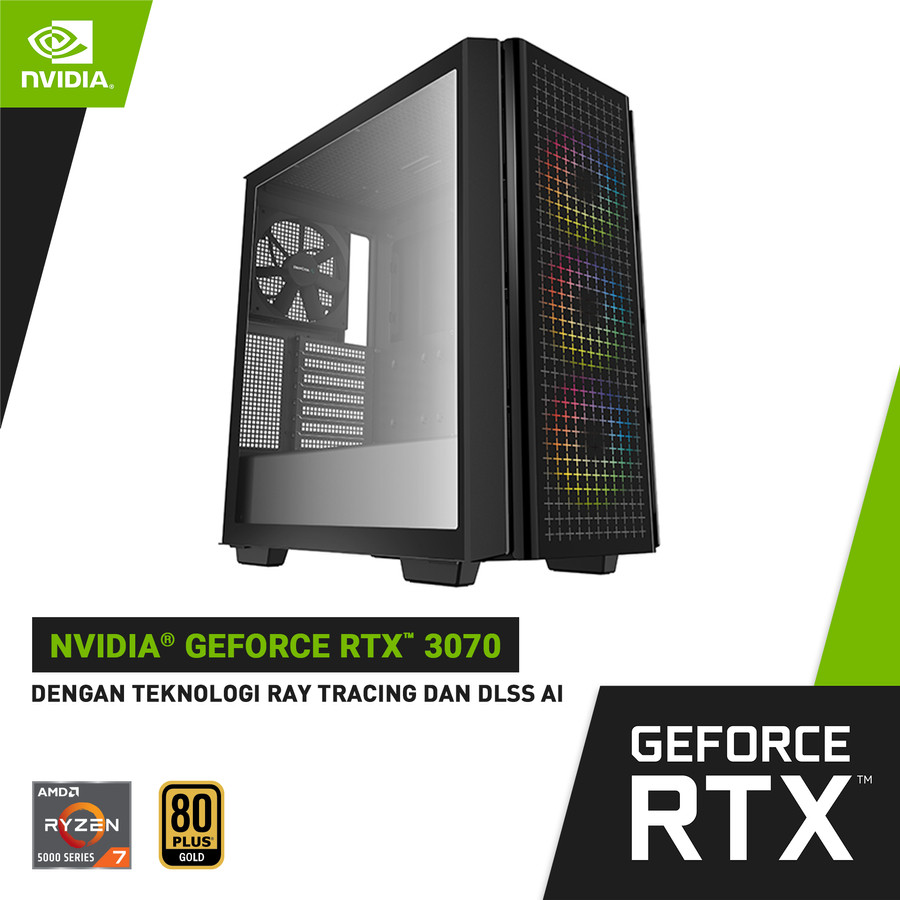 NVIDIA®
NVIDIA® GEFORCE RTX™ 3070
DENGAN TEKNOLOGI RAY TRACING DAN DLSS AI
AMD
RYZEN
5000 SERIES 7
80
PLUS®
GOLD
GEFORCE
RTX™